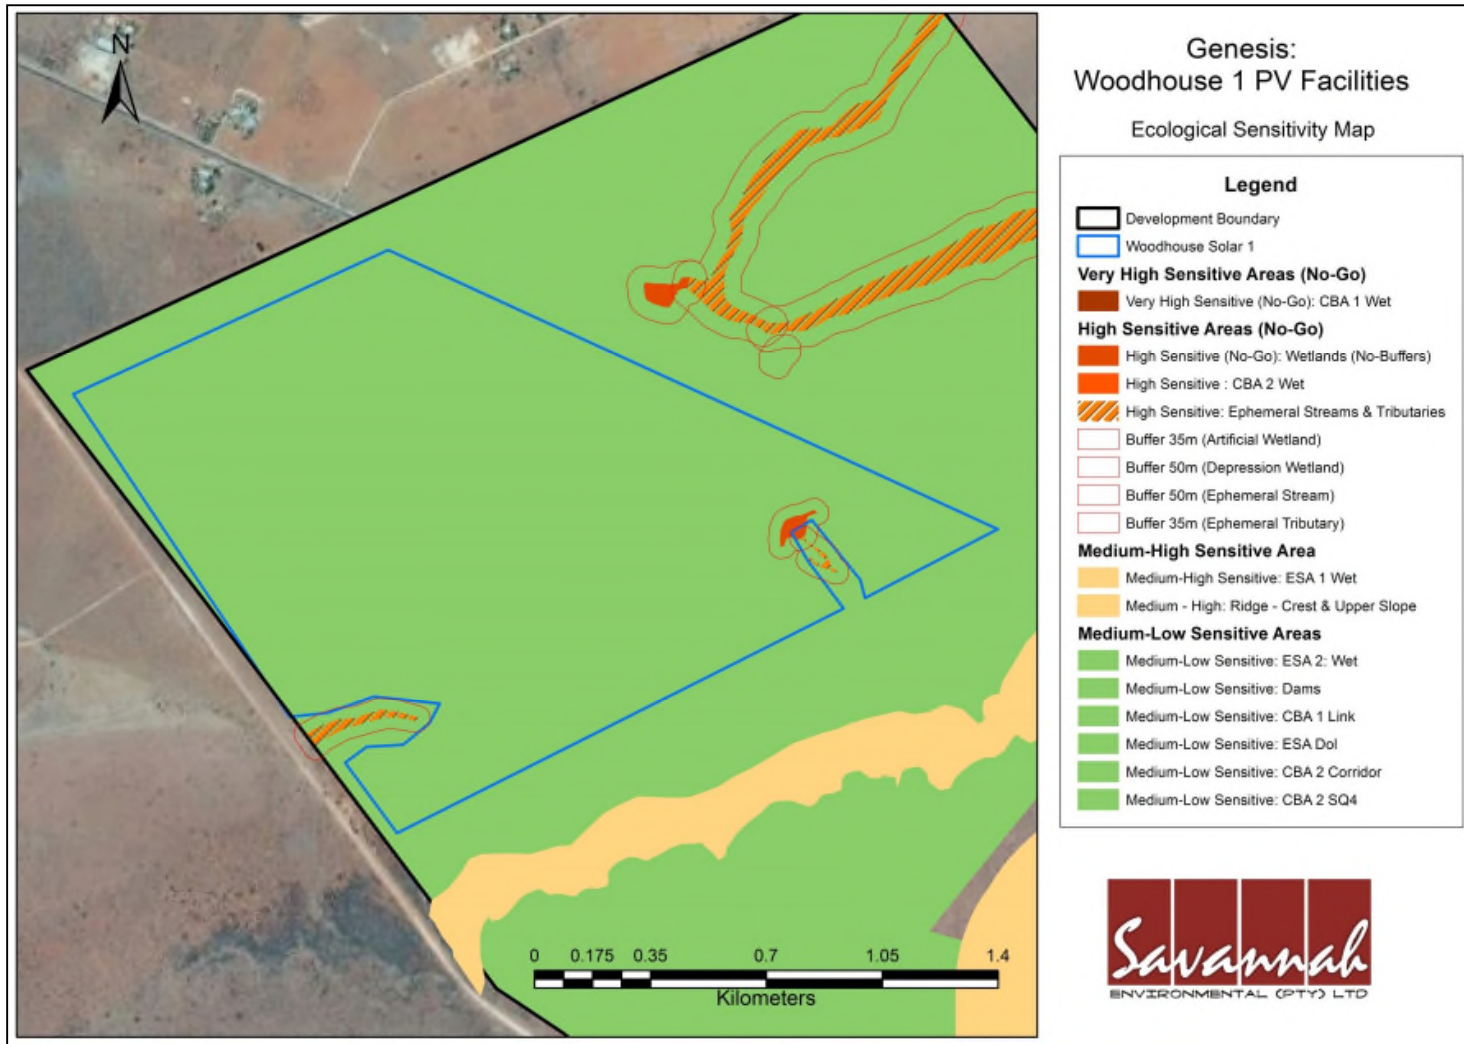 N
Genesis:
Woodhouse 1 PV Facilities
Ecological Sensitivity Map
Legend
Development Boundary
Woodhouse Solar 1
Very High Sensitive Areas (No-Go)
Very High Sensitive (No-Go): CBA 1 Wet
High Sensitive Areas (No-Go)
High Sensitive (No-Go): Wetlands (No-Buffers)
High Sensitive : CBA 2 Wet
High Sensitive: Ephemeral Streams & Tributaries
Buffer 35m (Artificial Wetland)
Buffer 50m (Depression Wetland)
Buffer 50m (Ephemeral Stream)
Buffer 35m (Ephemeral Tributary)
Medium-High Sensitive Area
Medium-High Sensitive: ESA 1 Wet
Medium - High: Ridge - Crest & Upper Slope
Medium-Low Sensitive Areas
Medium-Low Sensitive: ESA 2: Wet
Medium-Low Sensitive: Dams
Medium-Low Sensitive: CBA 1 Link
Medium-Low Sensitive: ESA Dol
Medium-Low Sensitive: CBA 2 Corridor
Medium-Low Sensitive: CBA 2 SQ4
0 0.175 0.35 0.7 1.05 1.4
Kilometers
Savannah
ENVIRONMENTAL (PTY) LTD